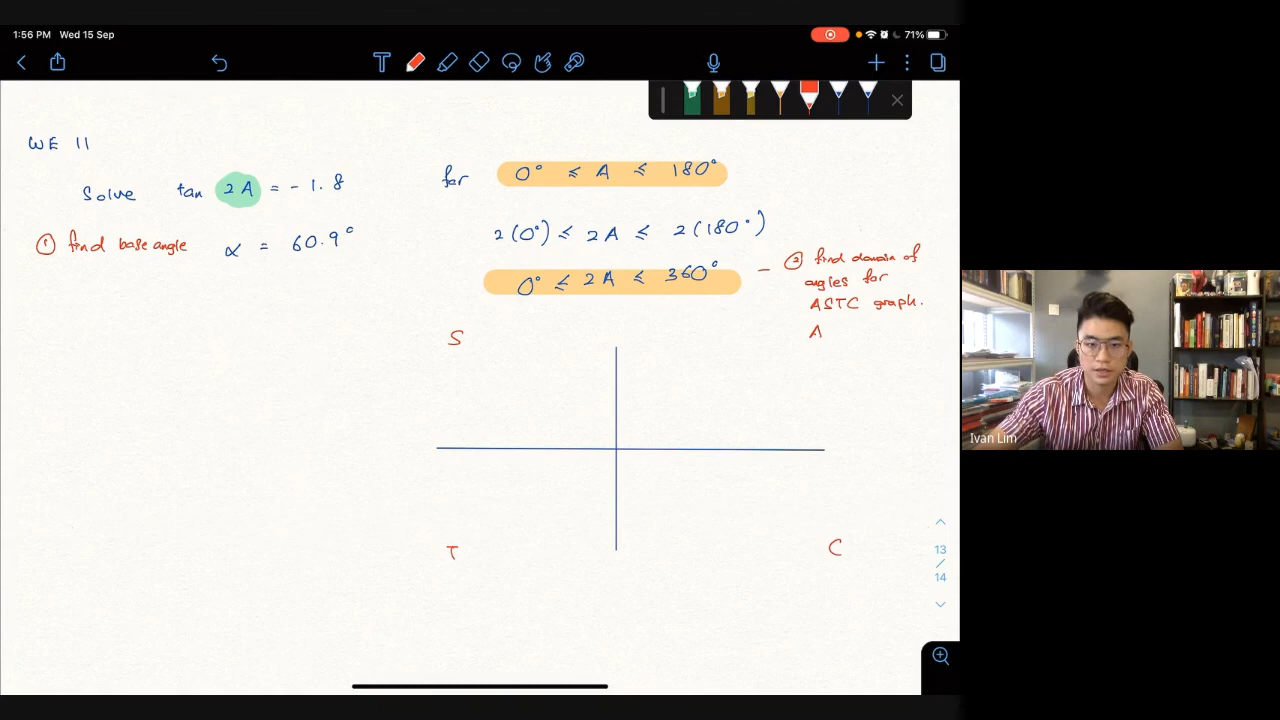 1:56 PM Wed 15 Sep
71%
WE 11
Solve tan 2A = - 1.8 for 0° ≤ A ≤ 180°
① find base angle α = 60.9°
2(0°) ≤ 2A ≤ 2(180°)
0° ≤ 2A ≤ 360° — ② find domain of
angles for
ASTC graph.
S A
T C
13
/
14
Ivan Lim